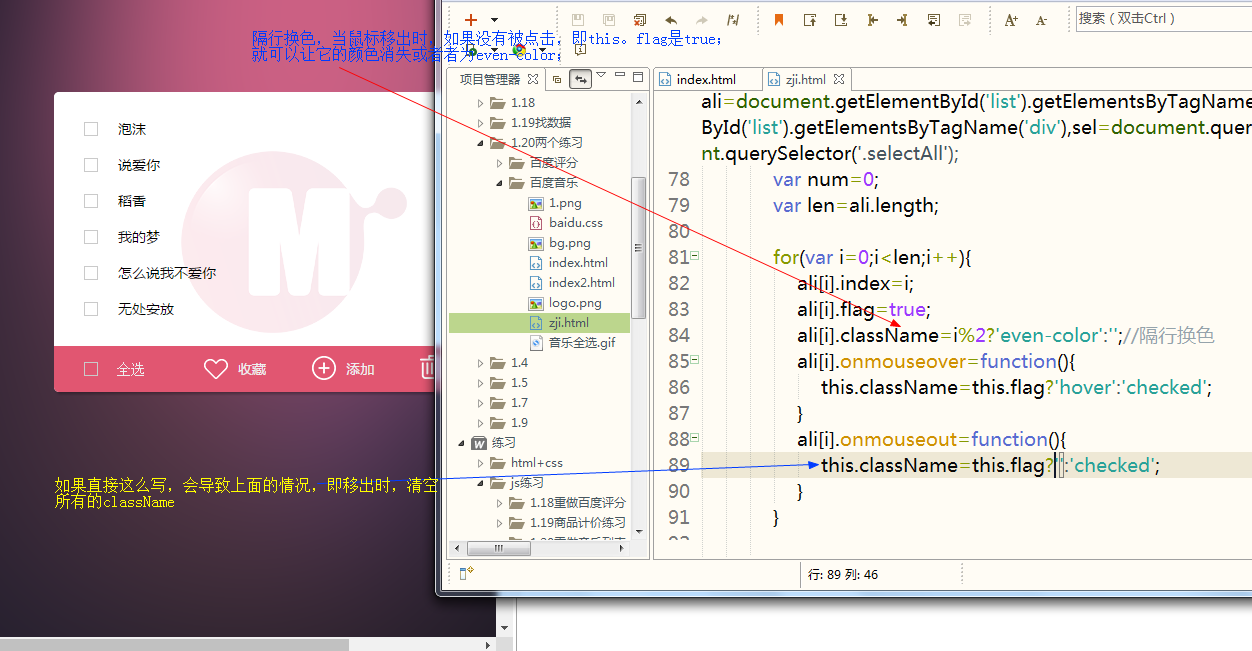 隔行换色，当鼠标移出时，如果没有被点击，即this。flag是true；
就可以让它的颜色消失或者者为even-color；
搜索（双击Ctrl ）
项目管理器
index.html
zji.html
泡沫
说爱你
稻香
我的梦
怎么说我不爱你
无处安放
全选
收藏
添加
如果直接这么写，会导致上面的情况，即移出时，清空
所有的className
1.18
1.19找数据
1.20两个练习
百度评分
百度音乐
1.png
baidu.css
bg.png
index.html
index2.html
logo.png
zji.html
音乐全选.gif
1.4
1.5
1.7
1.9
练习
html+css
js练习
1.18重做百度评分
1.19商品计价练习
ali=document.getElementById('list').getElementsByTagName
ById('list').getElementsByTagName('div'),sel=document.quer
nt.querySelector('.selectAll');
78 var num=0;
79 var len=ali.length;
80
81 for(var i=0;i<len;i++){
82 ali[i].index=i;
83 ali[i].flag=true;
84 ali[i].className=i%2?'even-color':'';//隔行换色
85 ali[i].onmouseover=function(){
86 this.className=this.flag?'hover':'checked';
87 }
88 ali[i].onmouseout=function(){
89 this.className=this.flag?'':'checked';
90 }
91 }
行: 89 列: 46